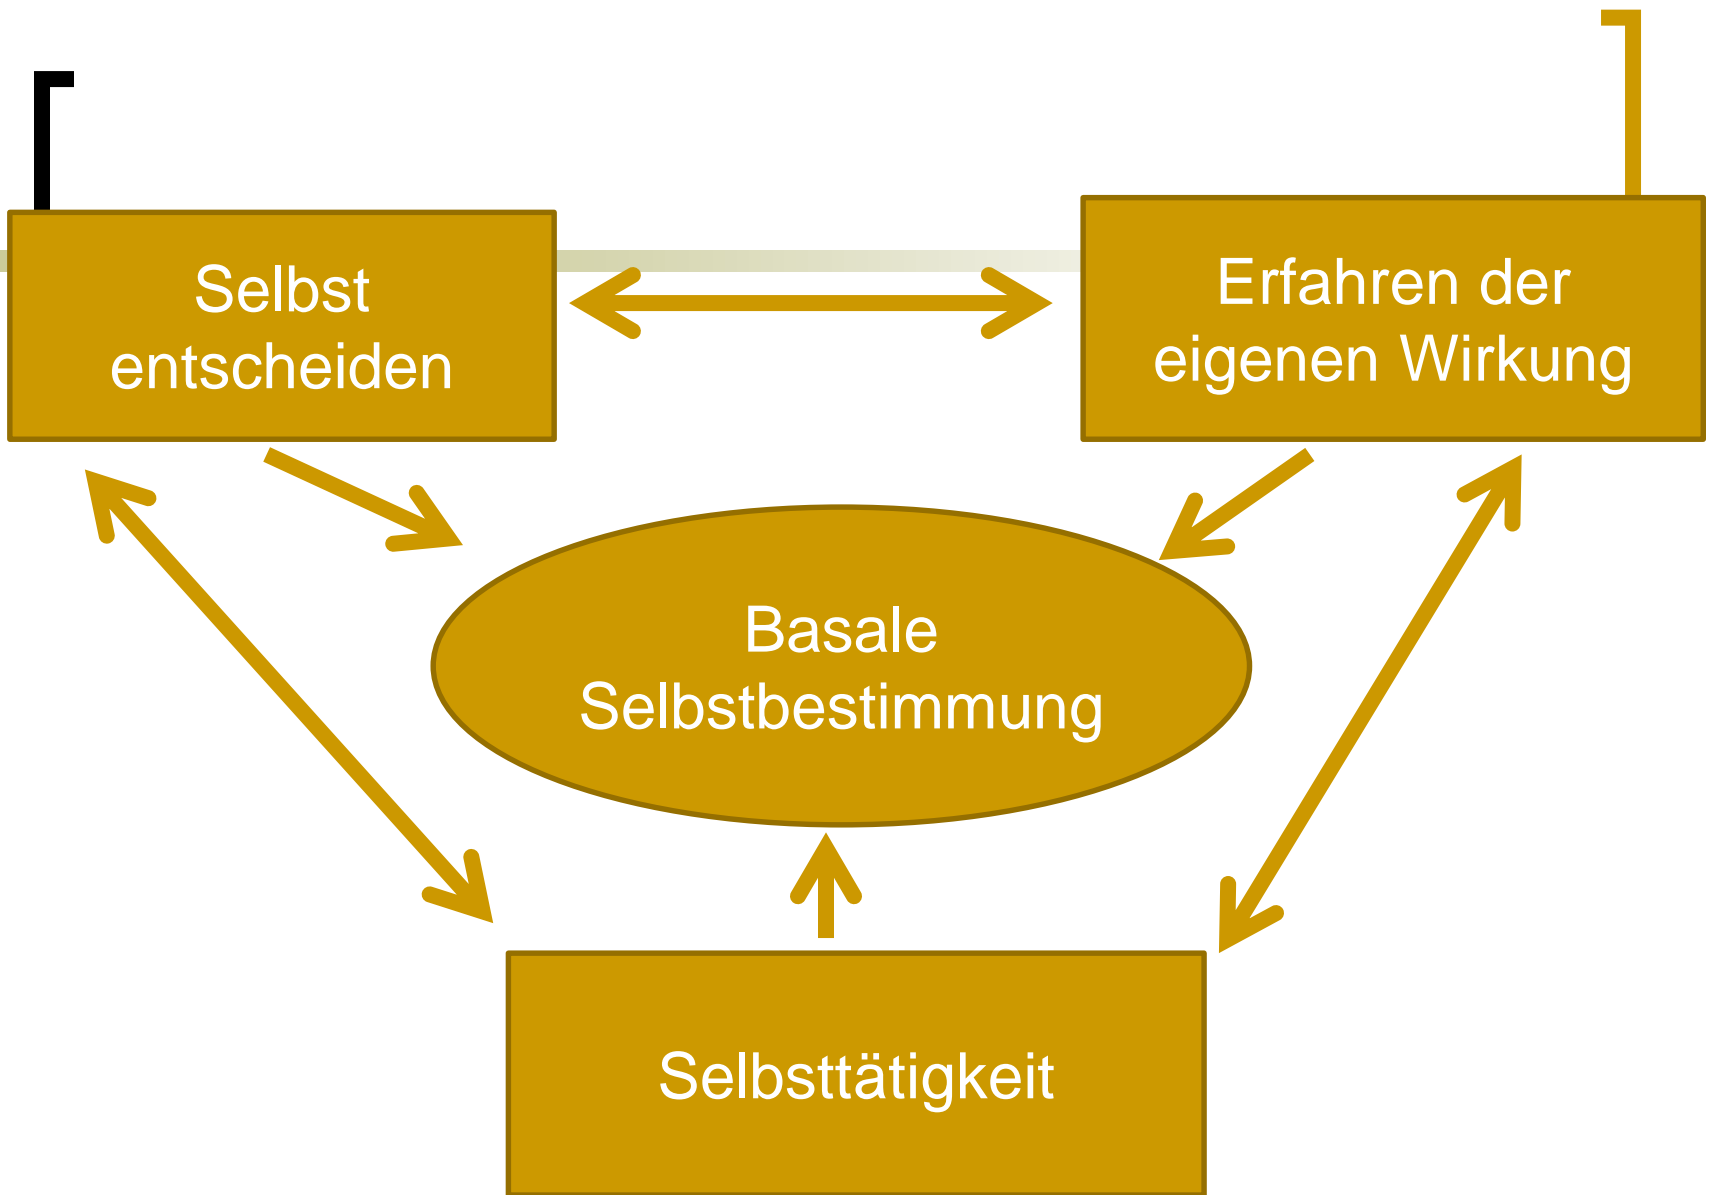 Selbst
entscheiden
Erfahren der
eigenen Wirkung
Basale
Selbstbestimmung
Selbsttätigkeit